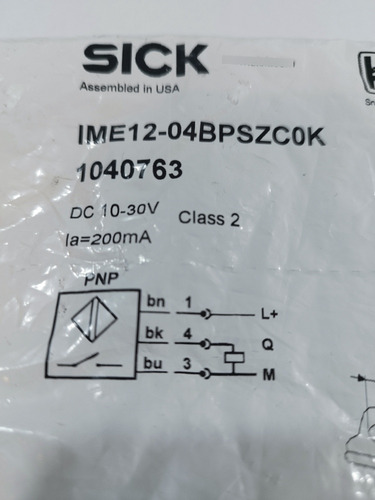 SICK
Assembled in USA
IME12-04BPSZC0K
1040763
DC 10-30V Class 2
Ia=200mA
PNP
bn 1 L+
bk 4 Q
bu 3 M